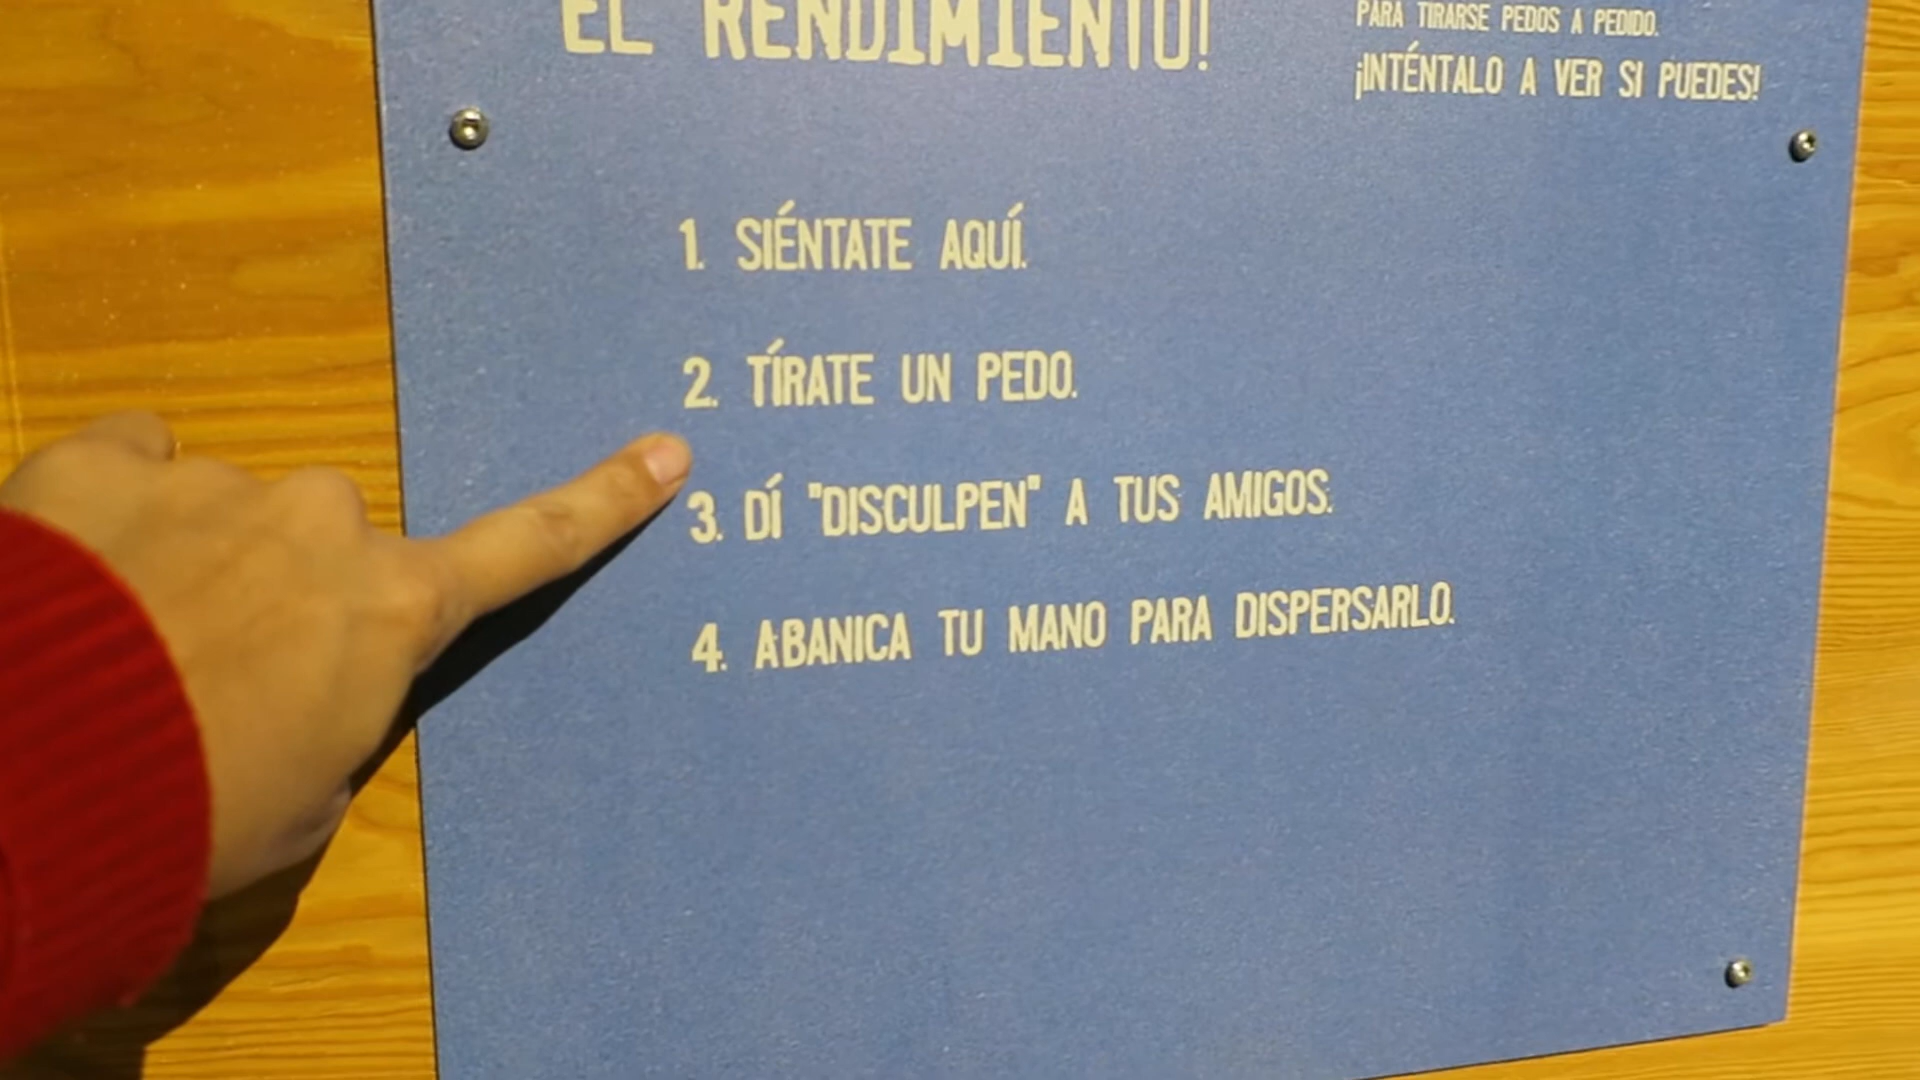 EL RENDIMIENTO!
PARA TIRARSE PEDOS A PEDIDO.
¡INTÉNTALO A VER SI PUEDES!
1. SIÉNTATE AQUÍ.
2. TÍRATE UN PEDO.
3. DÍ "DISCULPEN" A TUS AMIGOS.
4. ABANICA TU MANO PARA DISPERSARLO.